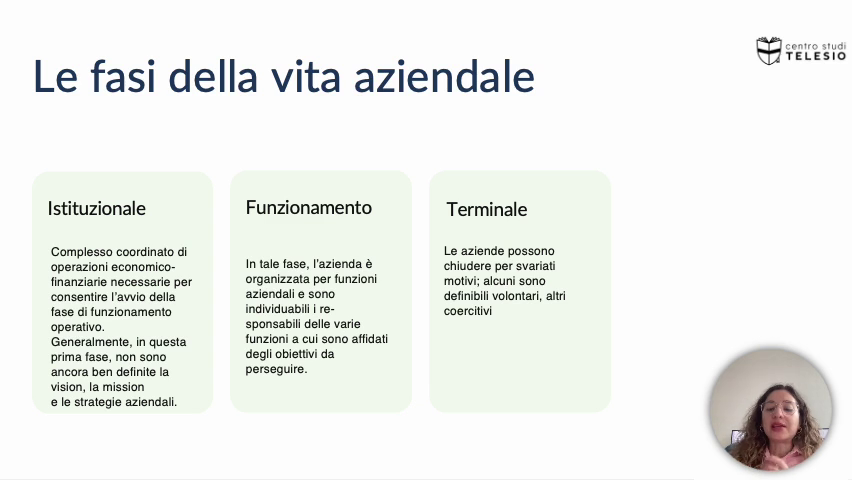 Le fasi della vita aziendale
centro studi
TELESIO
Istituzionale
Complesso coordinato di
operazioni economico-
finanziarie necessarie per
consentire l'avvio della
fase di funzionamento
operativo.
Generalmente, in questa
prima fase, non sono
ancora ben definite la
vision, la mission
e le strategie aziendali.
Funzionamento
In tale fase, l'azienda è
organizzata per funzioni
aziendali e sono
individuabili i re-
sponsabili delle varie
funzioni a cui sono affidati
degli obiettivi da
perseguire.
Terminale
Le aziende possono
chiudere per svariati
motivi; alcuni sono
definibili volontari, altri
coercitivi